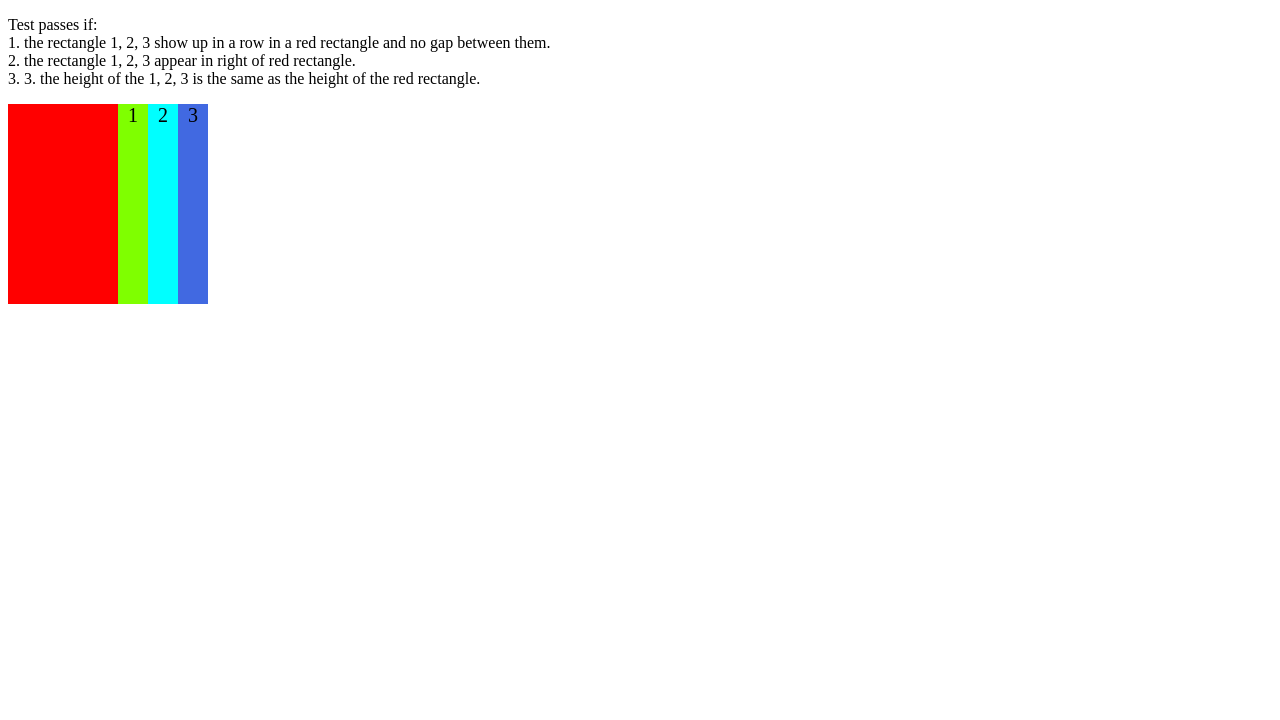 Test passes if:
1. the rectangle 1, 2, 3 show up in a row in a red rectangle and no gap between them.
2. the rectangle 1, 2, 3 appear in right of red rectangle.
3. 3. the height of the 1, 2, 3 is the same as the height of the red rectangle.
1 2 3